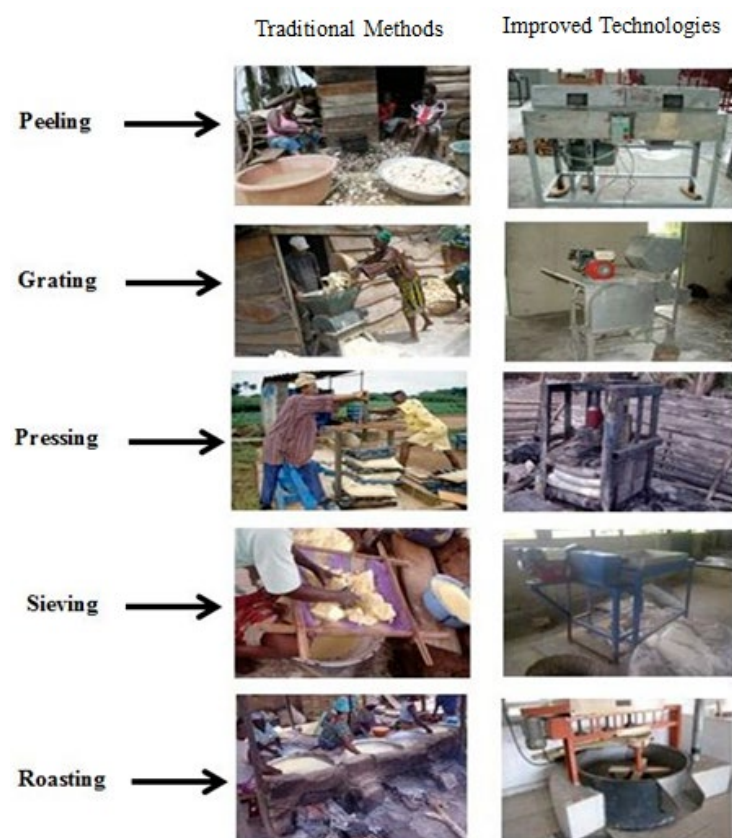 Traditional Methods
Improved Technologies
Peeling
Grating
Pressing
Sieving
Roasting